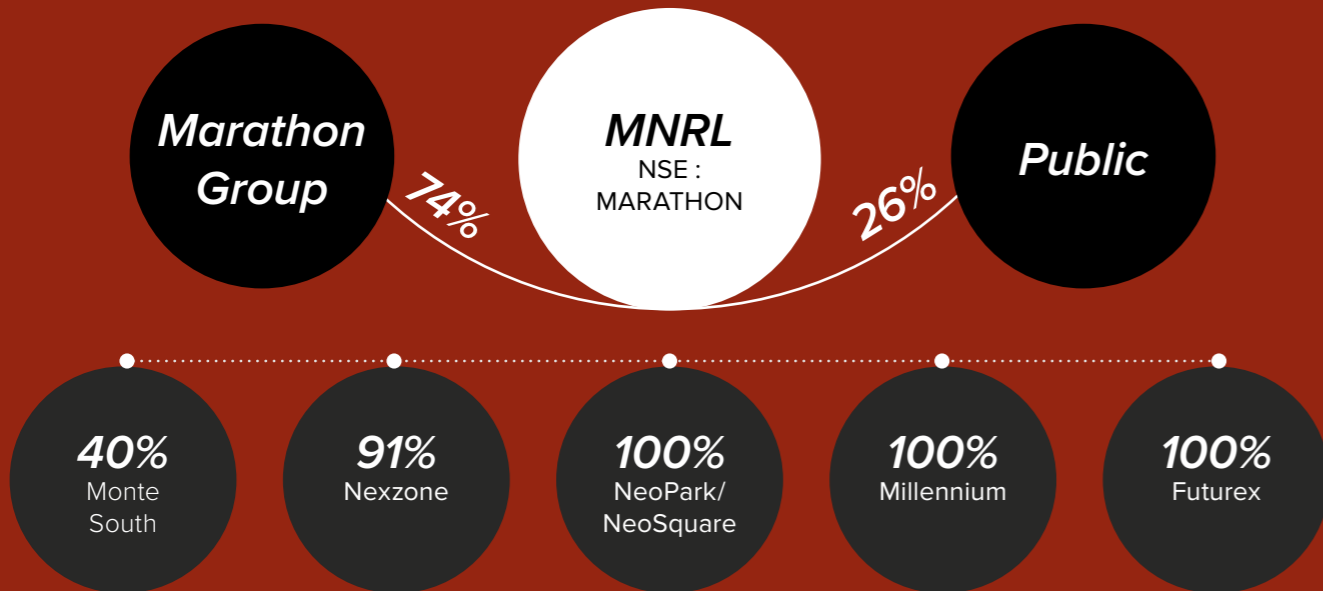 Marathon
Group
74%
MNRL
NSE :
MARATHON
26%
Public
40%
Monte
South
91%
Nexzone
100%
NeoPark/
NeoSquare
100%
Millennium
100%
Futurex